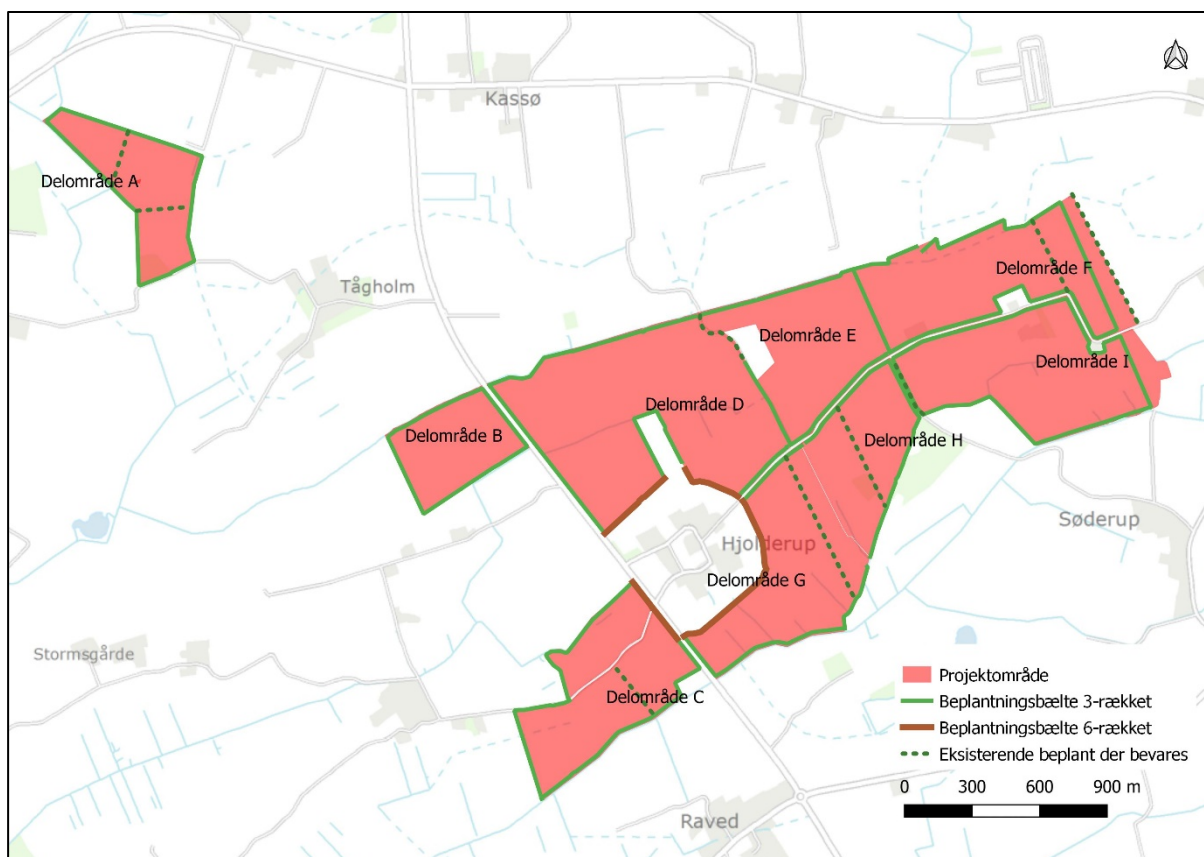 Kassø
Delområde A
Tågholm
Delområde F
Delområde E
Delområde I
Delområde D
Delområde B
Delområde H
Søderup
Hjolderup
Delområde G
Stormsgårde
Delområde C
Raved
Projektområde
Beplantningsbælte 3-rækket
Beplantningsbælte 6-rækket
Eksisterende beplant der bevares
0 300 600 900 m